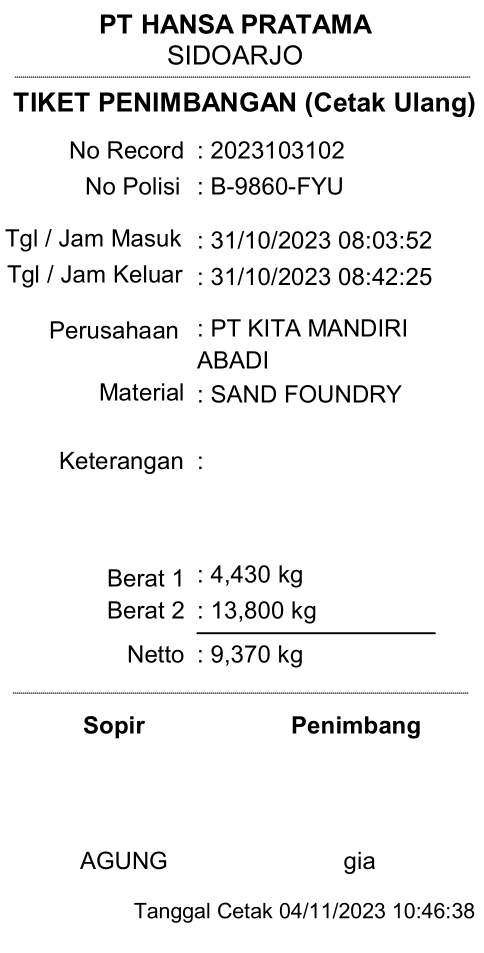 PT HANSA PRATAMA
SIDOARJO
TIKET PENIMBANGAN (Cetak Ulang)
No Record : 2023103102
No Polisi : B-9860-FYU
Tgl / Jam Masuk : 31/10/2023 08:03:52
Tgl / Jam Keluar : 31/10/2023 08:42:25
Perusahaan : PT KITA MANDIRI
ABADI
Material : SAND FOUNDRY
Keterangan :
Berat 1 : 4,430 kg
Berat 2 : 13,800 kg
Netto : 9,370 kg
Sopir Penimbang
AGUNG gia
Tanggal Cetak 04/11/2023 10:46:38